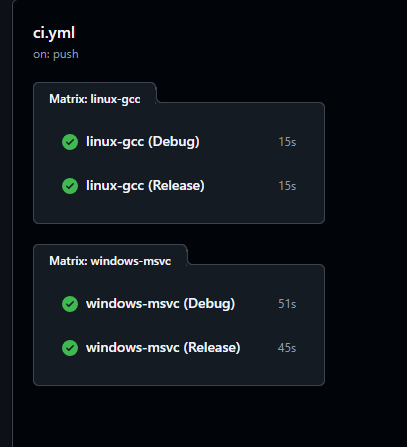 ci.yml
on: push
Matrix: linux-gcc
linux-gcc (Debug) 15s
linux-gcc (Release) 15s
Matrix: windows-msvc
windows-msvc (Debug) 51s
windows-msvc (Release) 45s